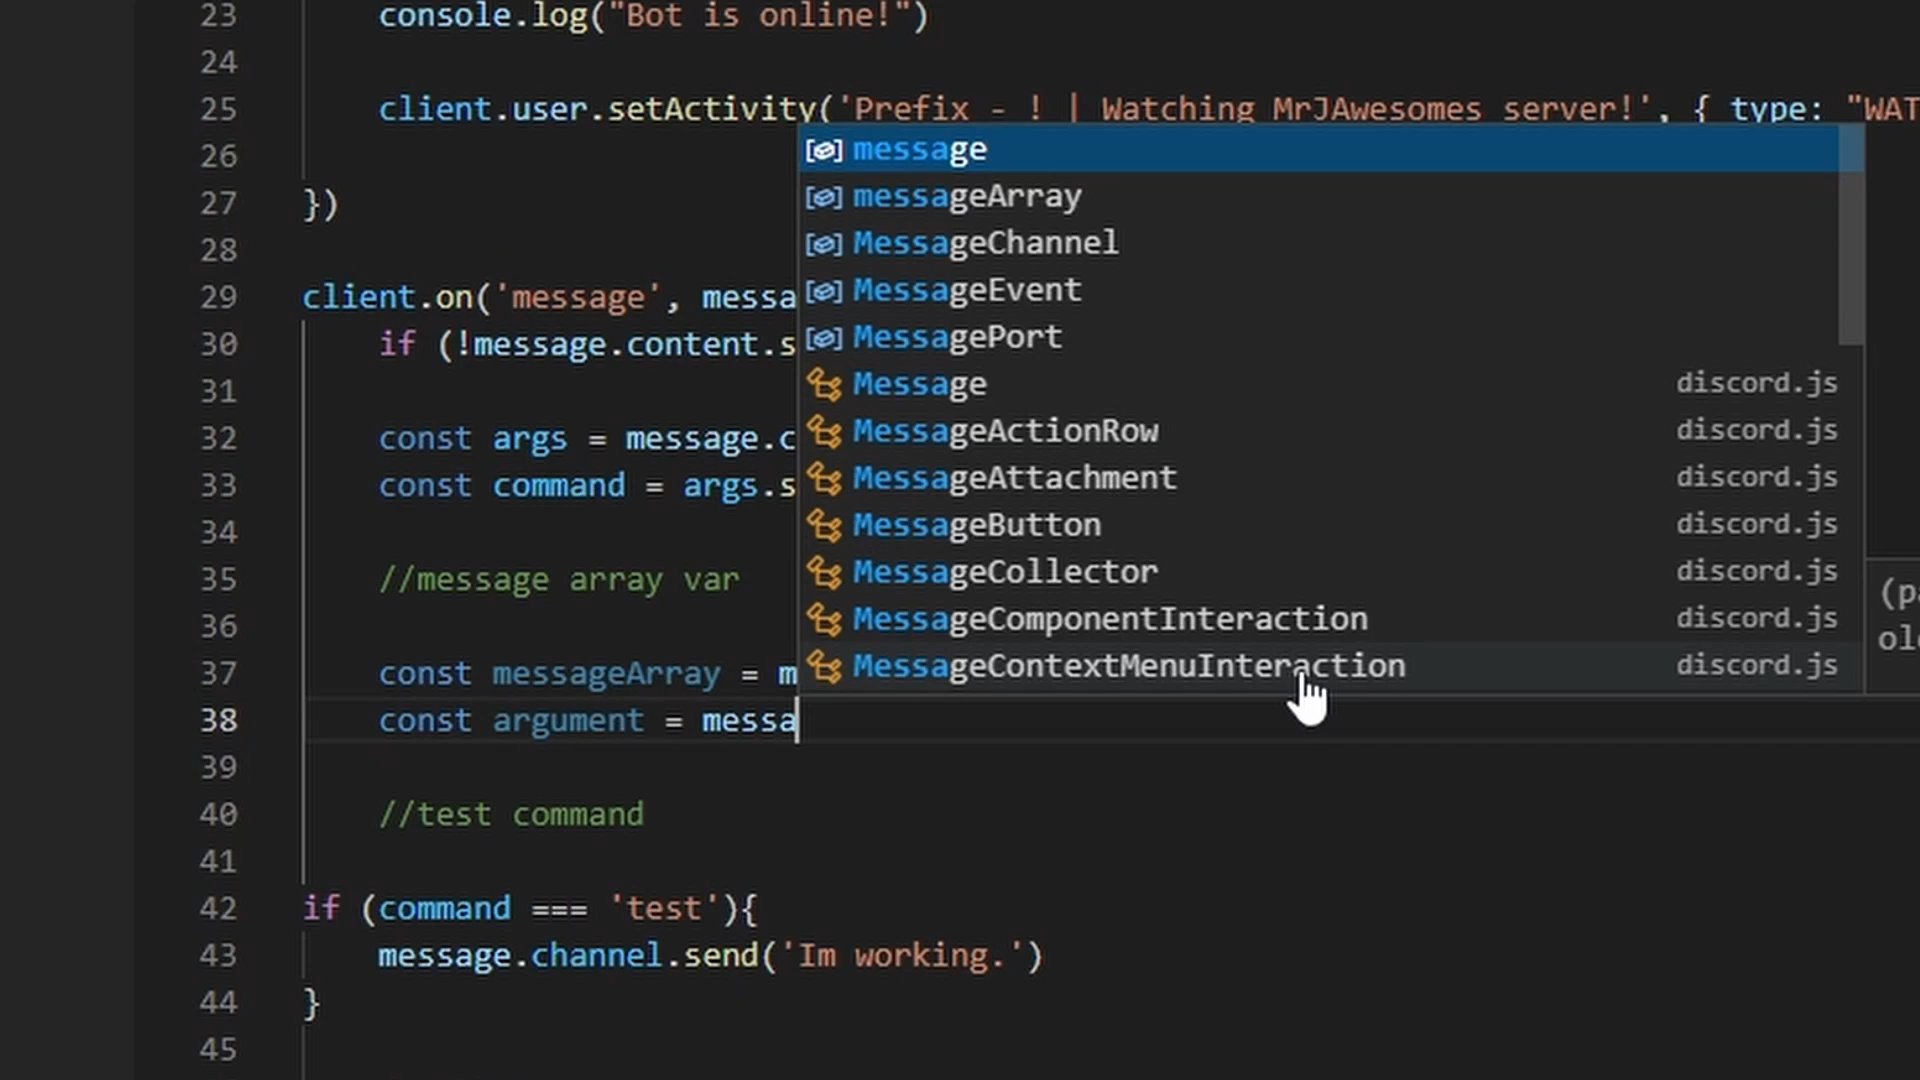 23 console.log("Bot is online!")
24
25 client.user.setActivity('Prefix - ! | Watching MrJAwesomes server!', { type: "WAT
26
27 })
28
29 client.on('message', messa
30 if (!message.content.s
31
32 const args = message.c
33 const command = args.s
34
35 //message array var
36
37 const messageArray = m
38 const argument = messa
39
40 //test command
41
42 if (command === 'test'){
43 message.channel.send('Im working.')
44 }
45
message
messageArray
MessageChannel
MessageEvent
MessagePort
Message discord.js
MessageActionRow discord.js
MessageAttachment discord.js
MessageButton discord.js
MessageCollector discord.js
MessageComponentInteraction discord.js
MessageContextMenuInteraction discord.js
(pa
old